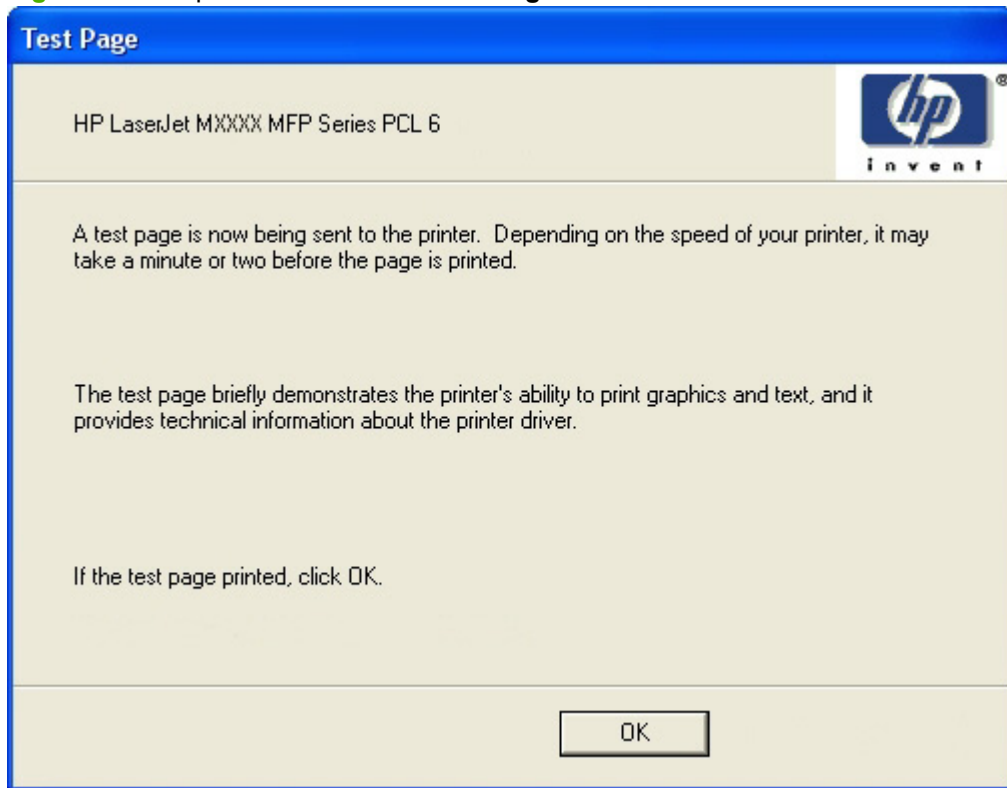 Test Page
HP LaserJet MXXXX MFP Series PCL 6
hp
®
invent
A test page is now being sent to the printer. Depending on the speed of your printer, it may
take a minute or two before the page is printed.
The test page briefly demonstrates the printer's ability to print graphics and text, and it
provides technical information about the printer driver.
If the test page printed, click OK.
OK